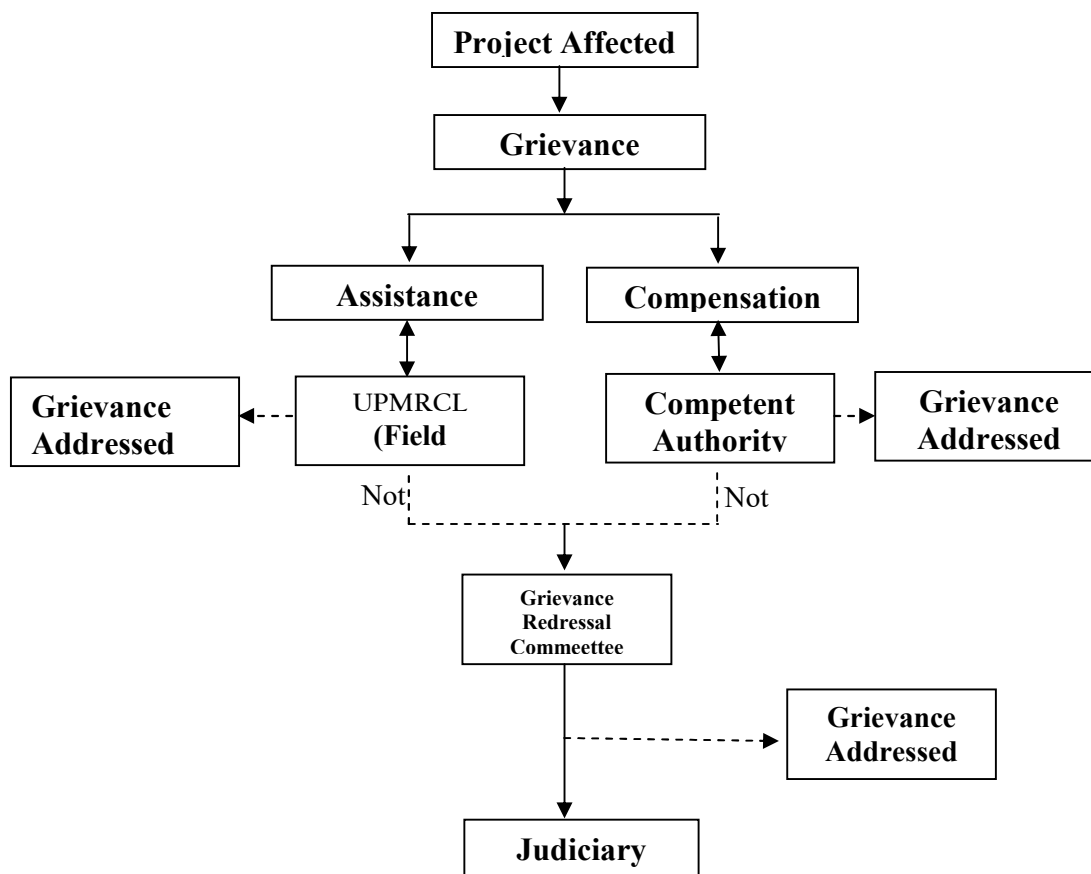 Project Affected
Grievance
Assistance
Compensation
Grievance
Addressed
UPMRCL
(Field
Competent
Authority
Grievance
Addressed
Not
Not
Grievance
Redressal
Commeettee
Grievance
Addressed
Judiciary